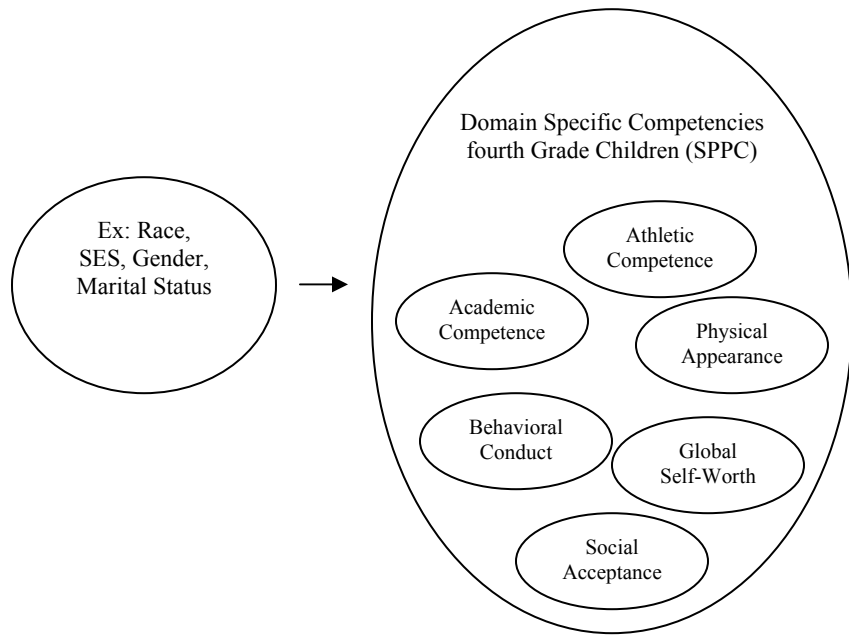 Domain Specific Competencies
fourth Grade Children (SPPC)
Ex: Race,
SES, Gender,
Marital Status
Athletic
Competence
Academic
Competence
Physical
Appearance
Behavioral
Conduct
Global
Self-Worth
Social
Acceptance